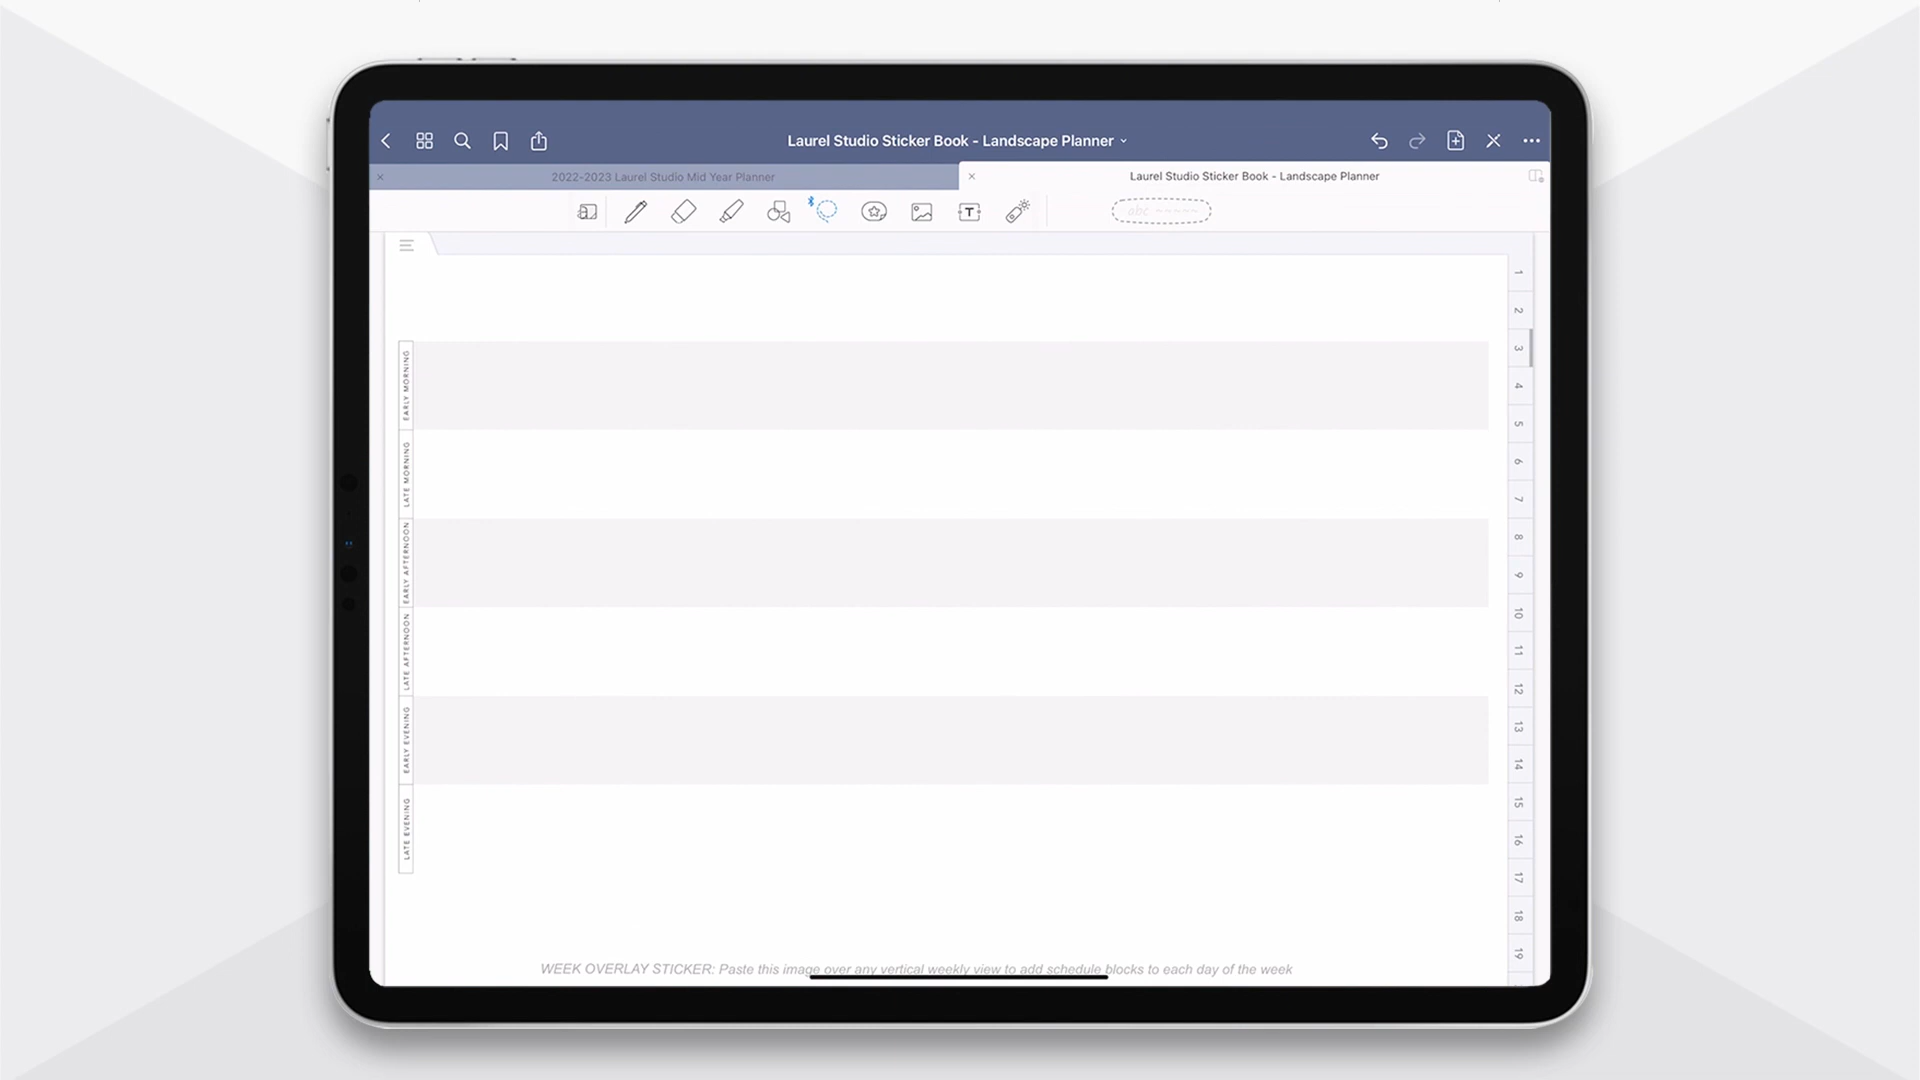 Laurel Studio Sticker Book - Landscape Planner
2022-2023 Laurel Studio Mid Year Planner
Laurel Studio Sticker Book - Landscape Planner
abc
EARLY MORNING
LATE MORNING
EARLY AFTERNOON
LATE AFTERNOON
EARLY EVENING
LATE EVENING
1
2
3
4
5
6
7
8
9
10
11
12
13
14
15
16
17
18
19
WEEK OVERLAY STICKER: Paste this image over any vertical weekly view to add schedule blocks to each day of the week